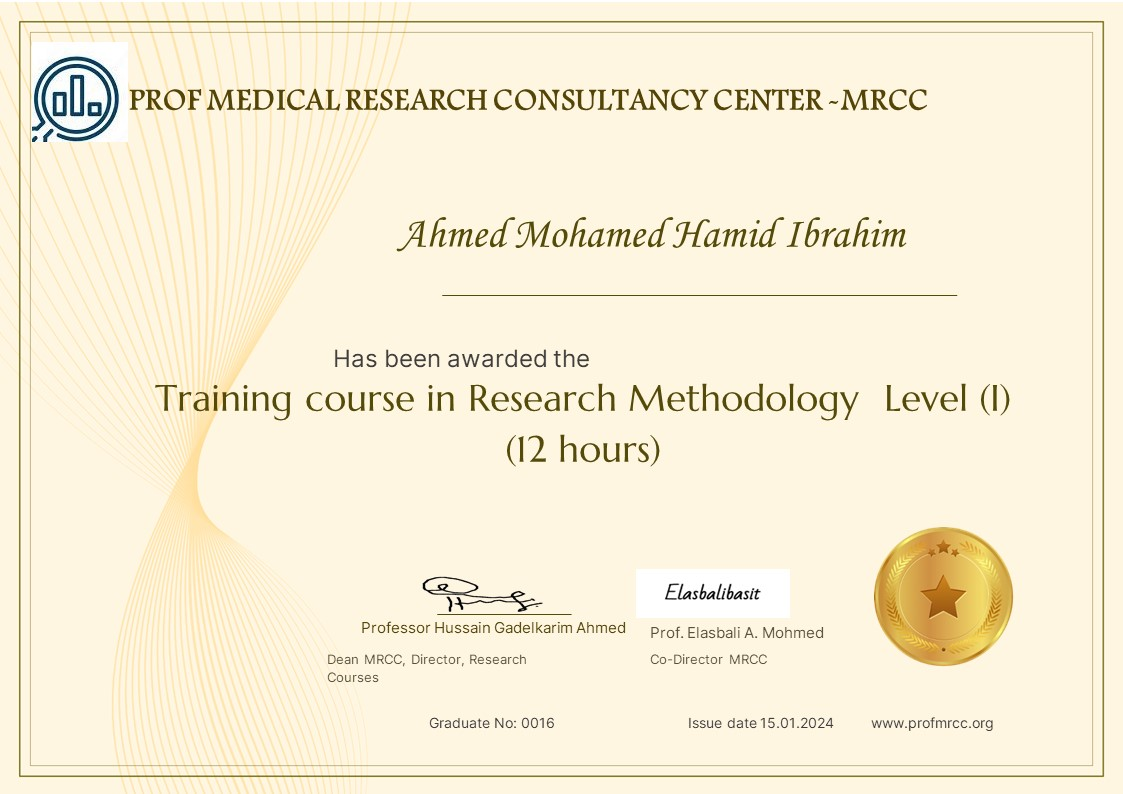 PROF MEDICAL RESEARCH CONSULTANCY CENTER ~MRCC
Ahmed Mohamed Hamid Ibrahim
Has been awarded the
Training course in Research Methodology Level (I)
(12 hours)
Elasbalibasit
Professor Hussain Gadelkarim Ahmed
Prof. Elasbali A. Mohmed
Dean MRCC, Director, Research
Courses
Co-Director MRCC
Graduate No: 0016
Issue date 15.01.2024
www.profmrcc.org